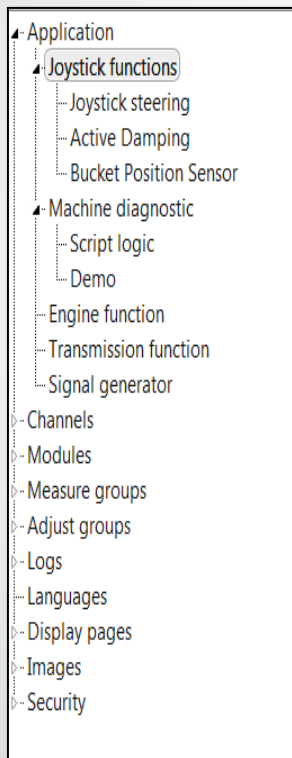 Application
Joystick functions
Joystick steering
Active Damping
Bucket Position Sensor
Machine diagnostic
Script logic
Demo
Engine function
Transmission function
Signal generator
Channels
Modules
Measure groups
Adjust groups
Logs
Languages
Display pages
Images
Security